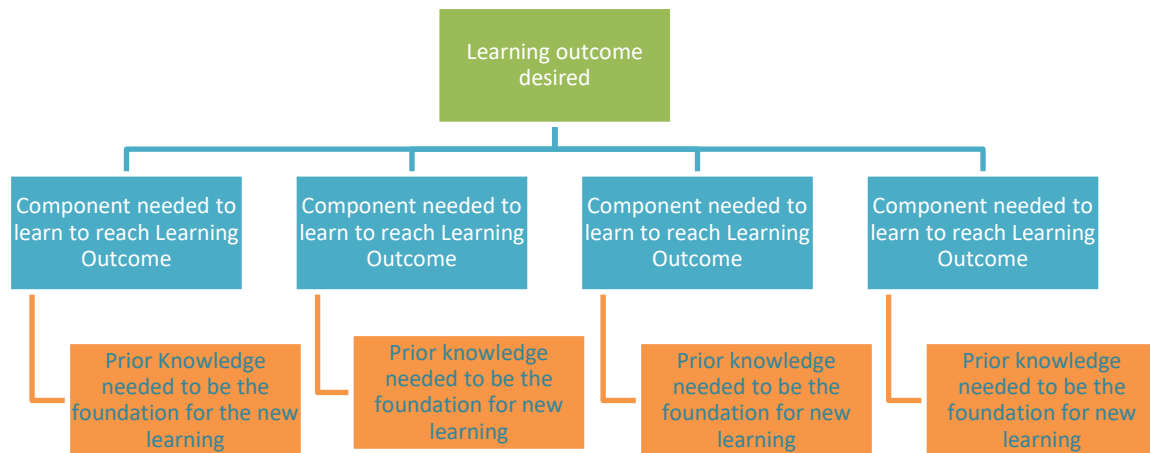 Learning outcome
desired
Component needed to
learn to reach Learning
Outcome
Component needed to
learn to reach Learning
Outcome
Component needed to
learn to reach Learning
Outcome
Component needed to
learn to reach Learning
Outcome
Prior Knowledge
needed to be the
foundation for the new
learning
Prior knowledge
needed to be the
foundation for new
learning
Prior knowledge
needed to be the
foundation for new
learning
Prior knowledge
needed to be the
foundation for new
learning